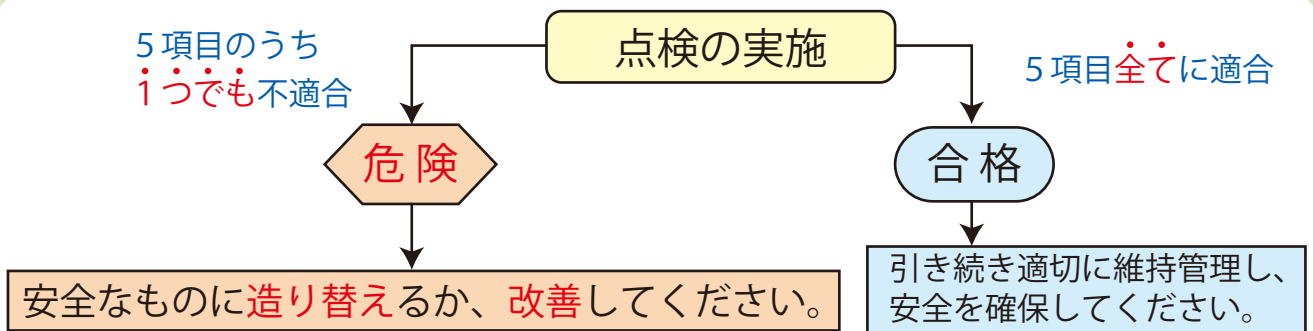 点検の実施
5項目のうち
1つでも不適合
5項目全てに適合
危険
合格
安全なものに造り替えるか、改善してください。
引き続き適切に維持管理し、
安全を確保してください。